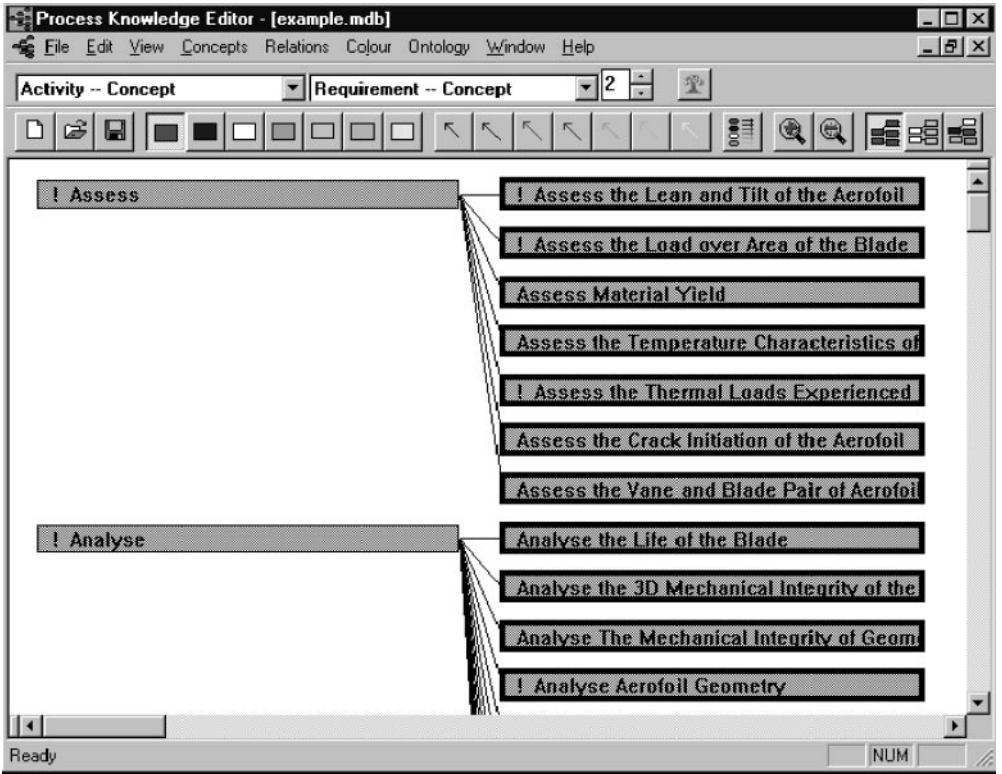 Process Knowledge Editor - [example.mdb]
File Edit View Concepts Relations Colour Ontology Window Help
Activity -- Concept Requirement -- Concept 2
! Assess
! Assess the Lean and Tilt of the Aerofoil
! Assess the Load over Area of the Blade
Assess Material Yield
Assess the Temperature Characteristics of
! Assess the Thermal Loads Experienced
Assess the Crack Initiation of the Aerofoil
Assess the Vane and Blade Pair of Aerofoil
! Analyse
Analyse the Life of the Blade
Analyse the 3D Mechanical Integrity of the
Analyse The Mechanical Integrity of Geome
! Analyse Aerofoil Geometry
Ready NUM